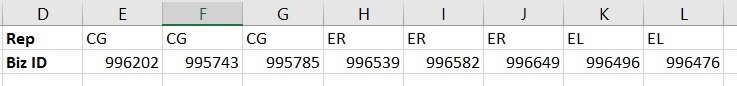 D E F G H I J K L
Rep CG CG CG ER ER ER EL EL
Biz ID 996202 995743 995785 996539 996582 996649 996496 996476